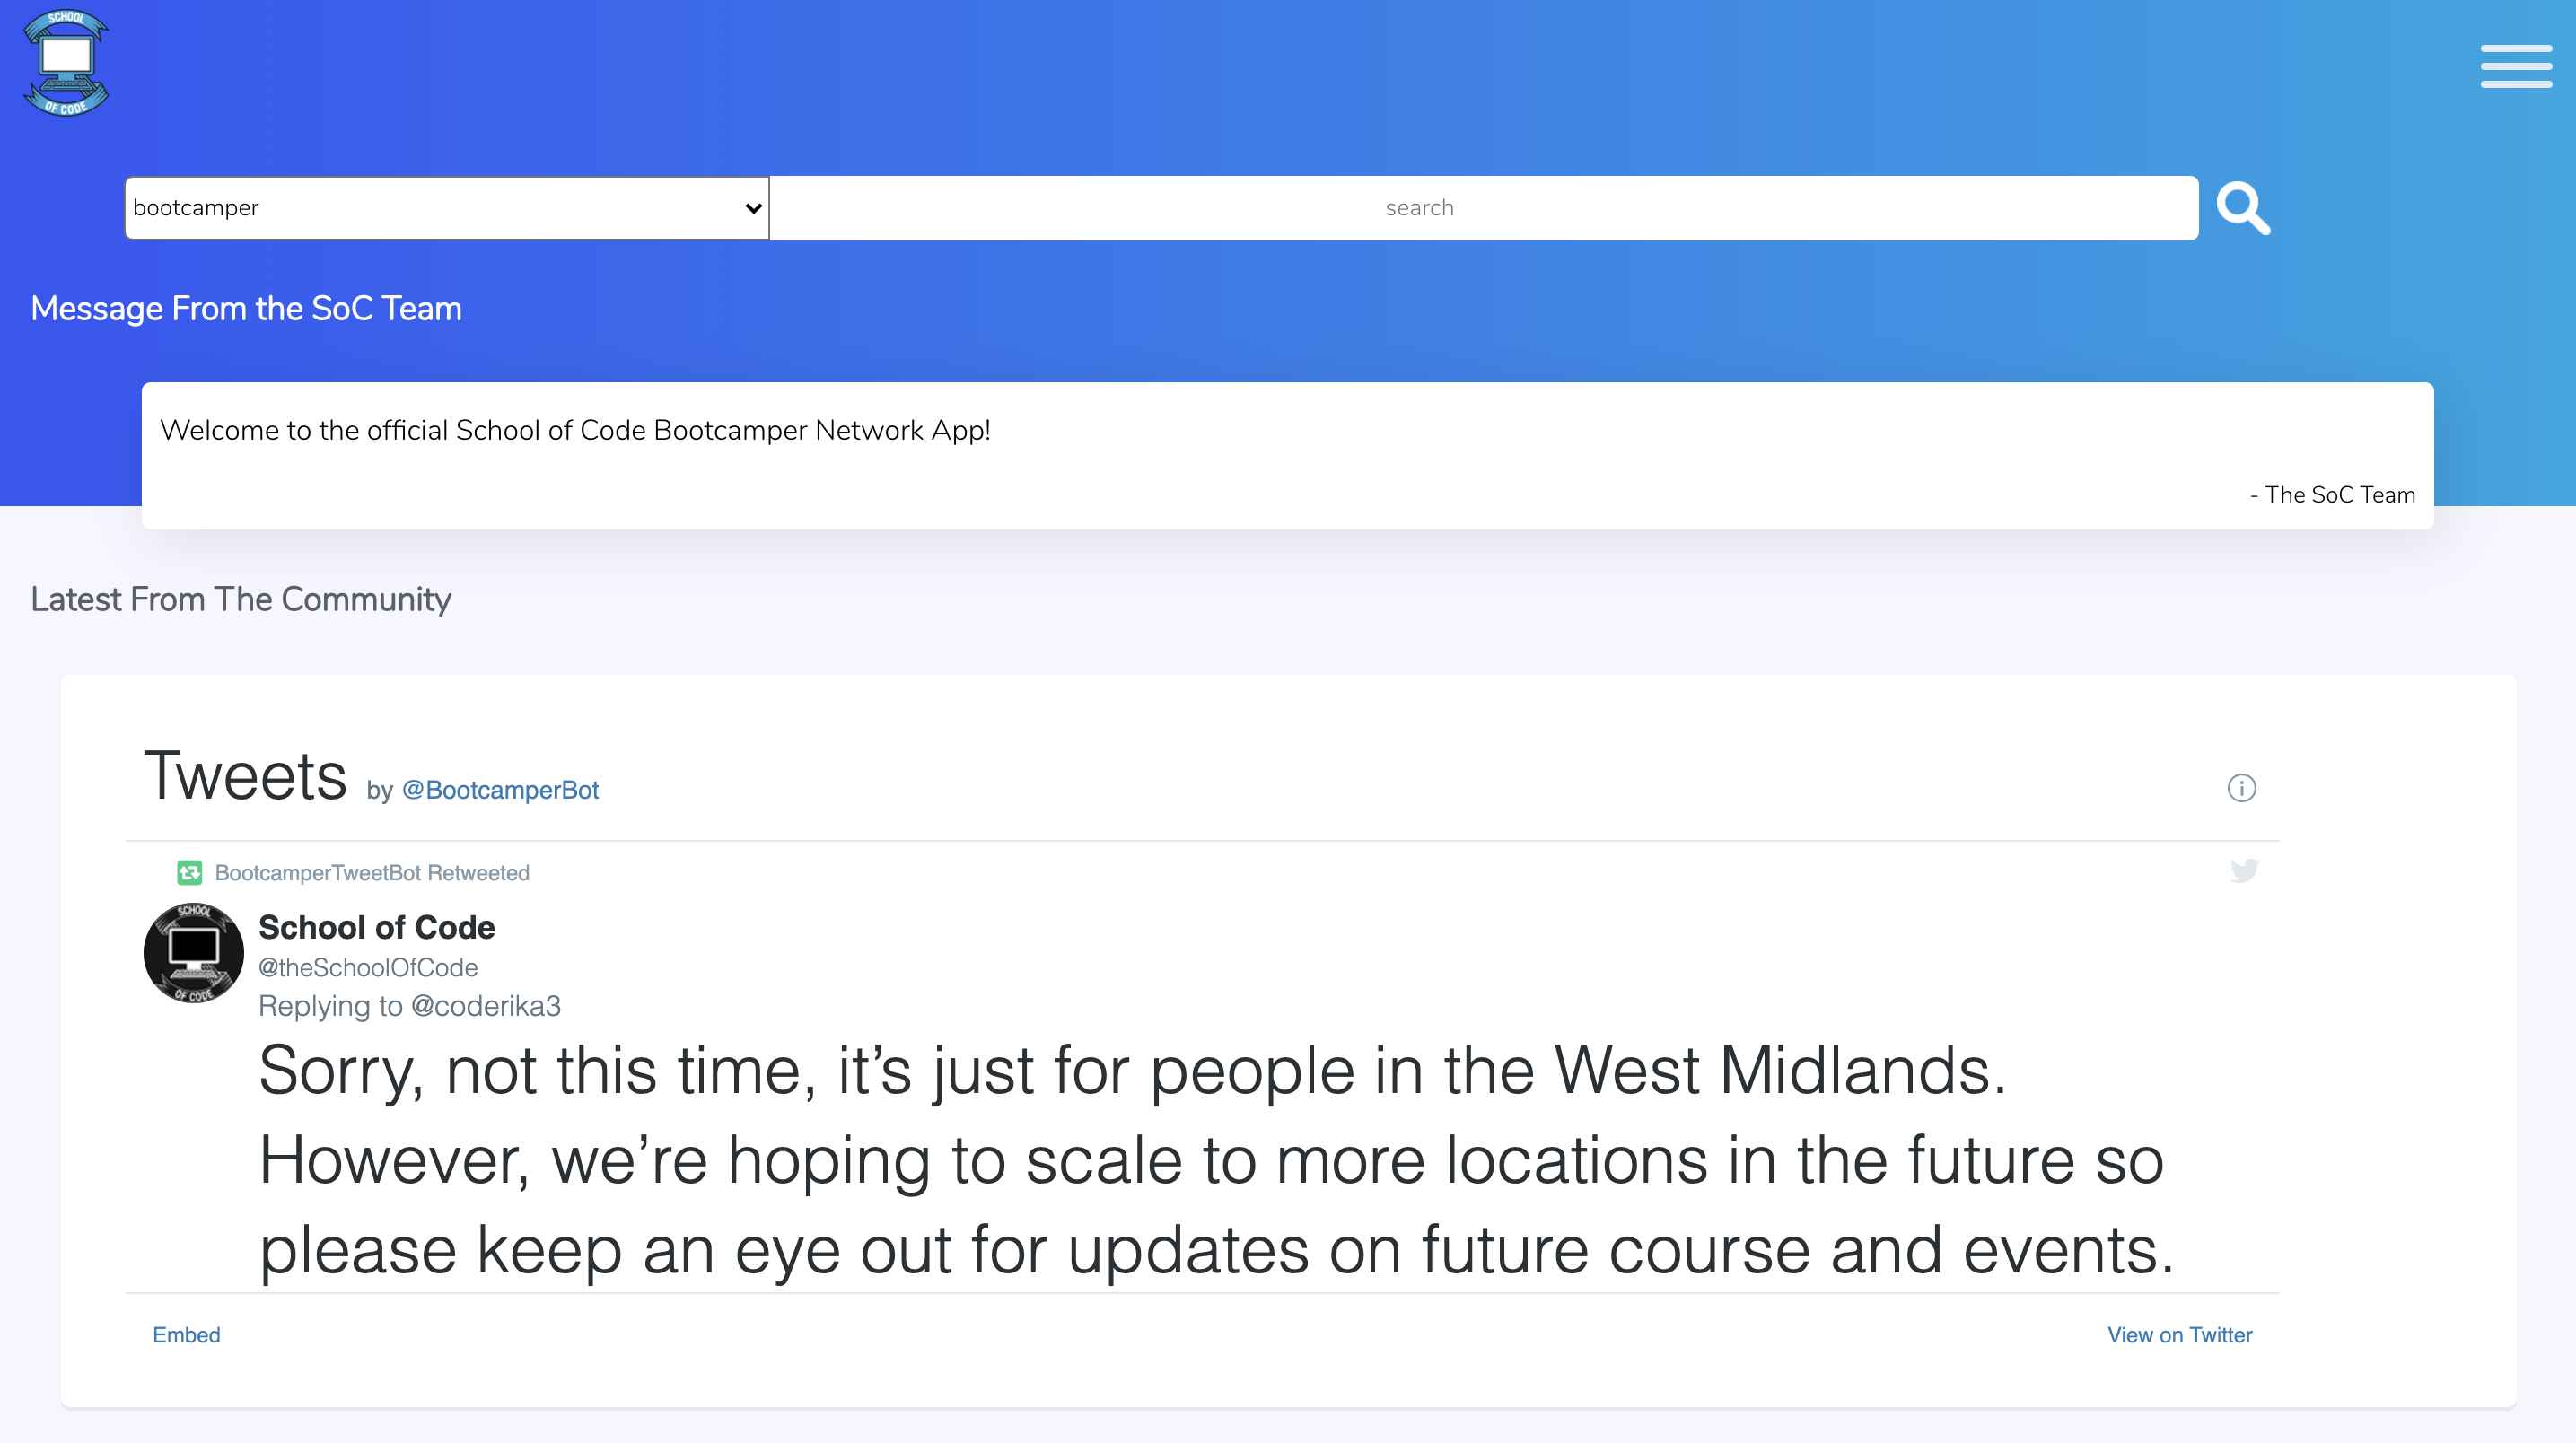 SCHOOL
OF CODE
bootcamper
search
Message From the SoC Team
Welcome to the official School of Code Bootcamper Network App!
- The SoC Team
Latest From The Community
Tweets by @BootcamperBot
BootcamperTweetBot Retweeted
SCHOOL
OF CODE
School of Code
@theSchoolOfCode
Replying to @coderika3
Sorry, not this time, it’s just for people in the West Midlands.
However, we’re hoping to scale to more locations in the future so
please keep an eye out for updates on future course and events.
Embed
View on Twitter